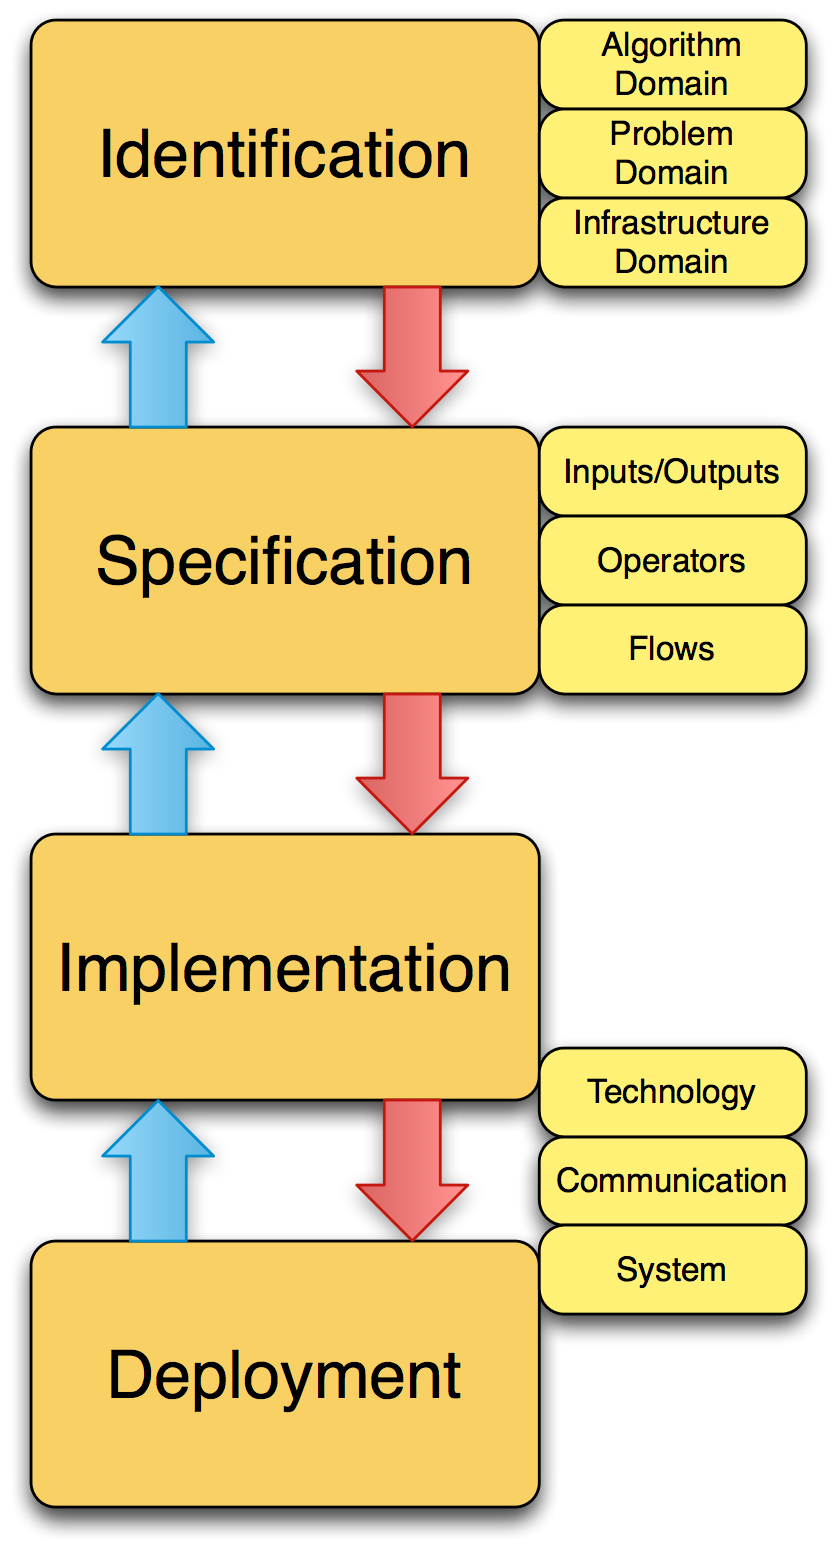 Identification
Algorithm
Domain
Problem
Domain
Infrastructure
Domain
Specification
Inputs/Outputs
Operators
Flows
Implementation
Technology
Communication
System
Deployment